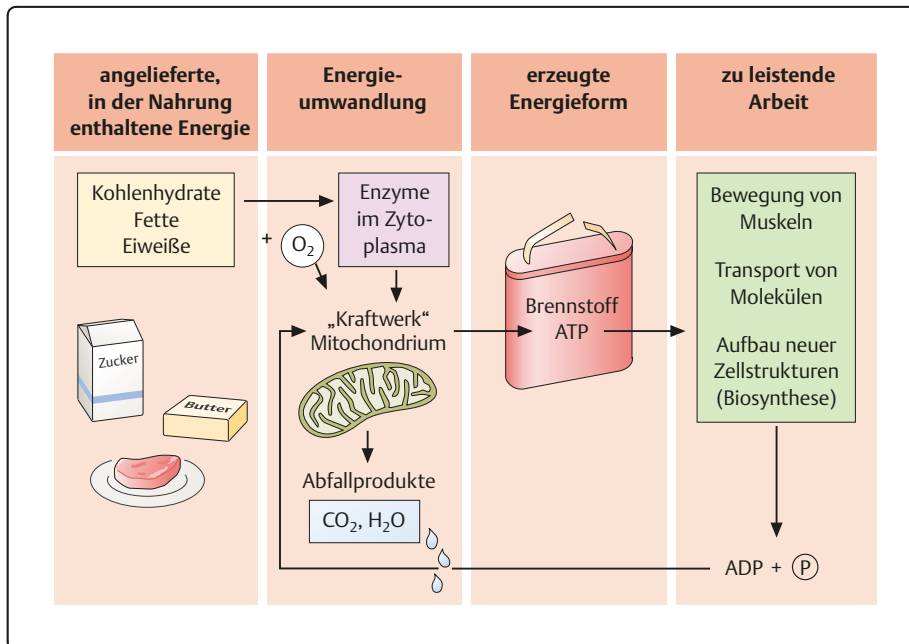 angelieferte,
in der Nahrung
enthaltene Energie
Energie-
umwandlung
erzeugte
Energieform
zu leistende
Arbeit
Kohlenhydrate
Fette
Eiweiße
+ O₂
Zucker
Butter
Enzyme
im Zyto-
plasma
„Kraftwerk“
Mitochondrium
Abfallprodukte
CO₂, H₂O
Brennstoff
ATP
Bewegung von
Muskeln
Transport von
Molekülen
Aufbau neuer
Zellstrukturen
(Biosynthese)
ADP + P